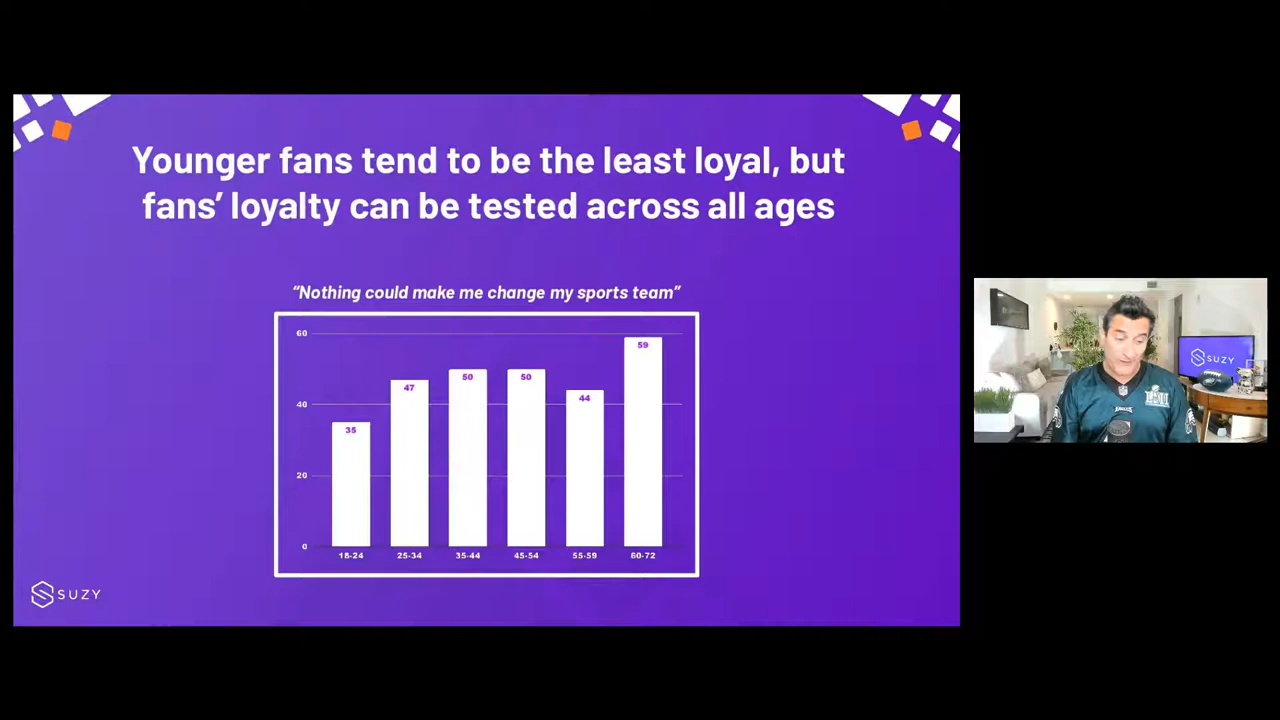 Younger fans tend to be the least loyal, but
fans’ loyalty can be tested across all ages
“Nothing could make me change my sports team”
60
40
20
0
35
47
50
50
44
59
18-24
25-34
35-44
45-54
55-59
60-72
SUZY
SUZY
LII
EAGLES